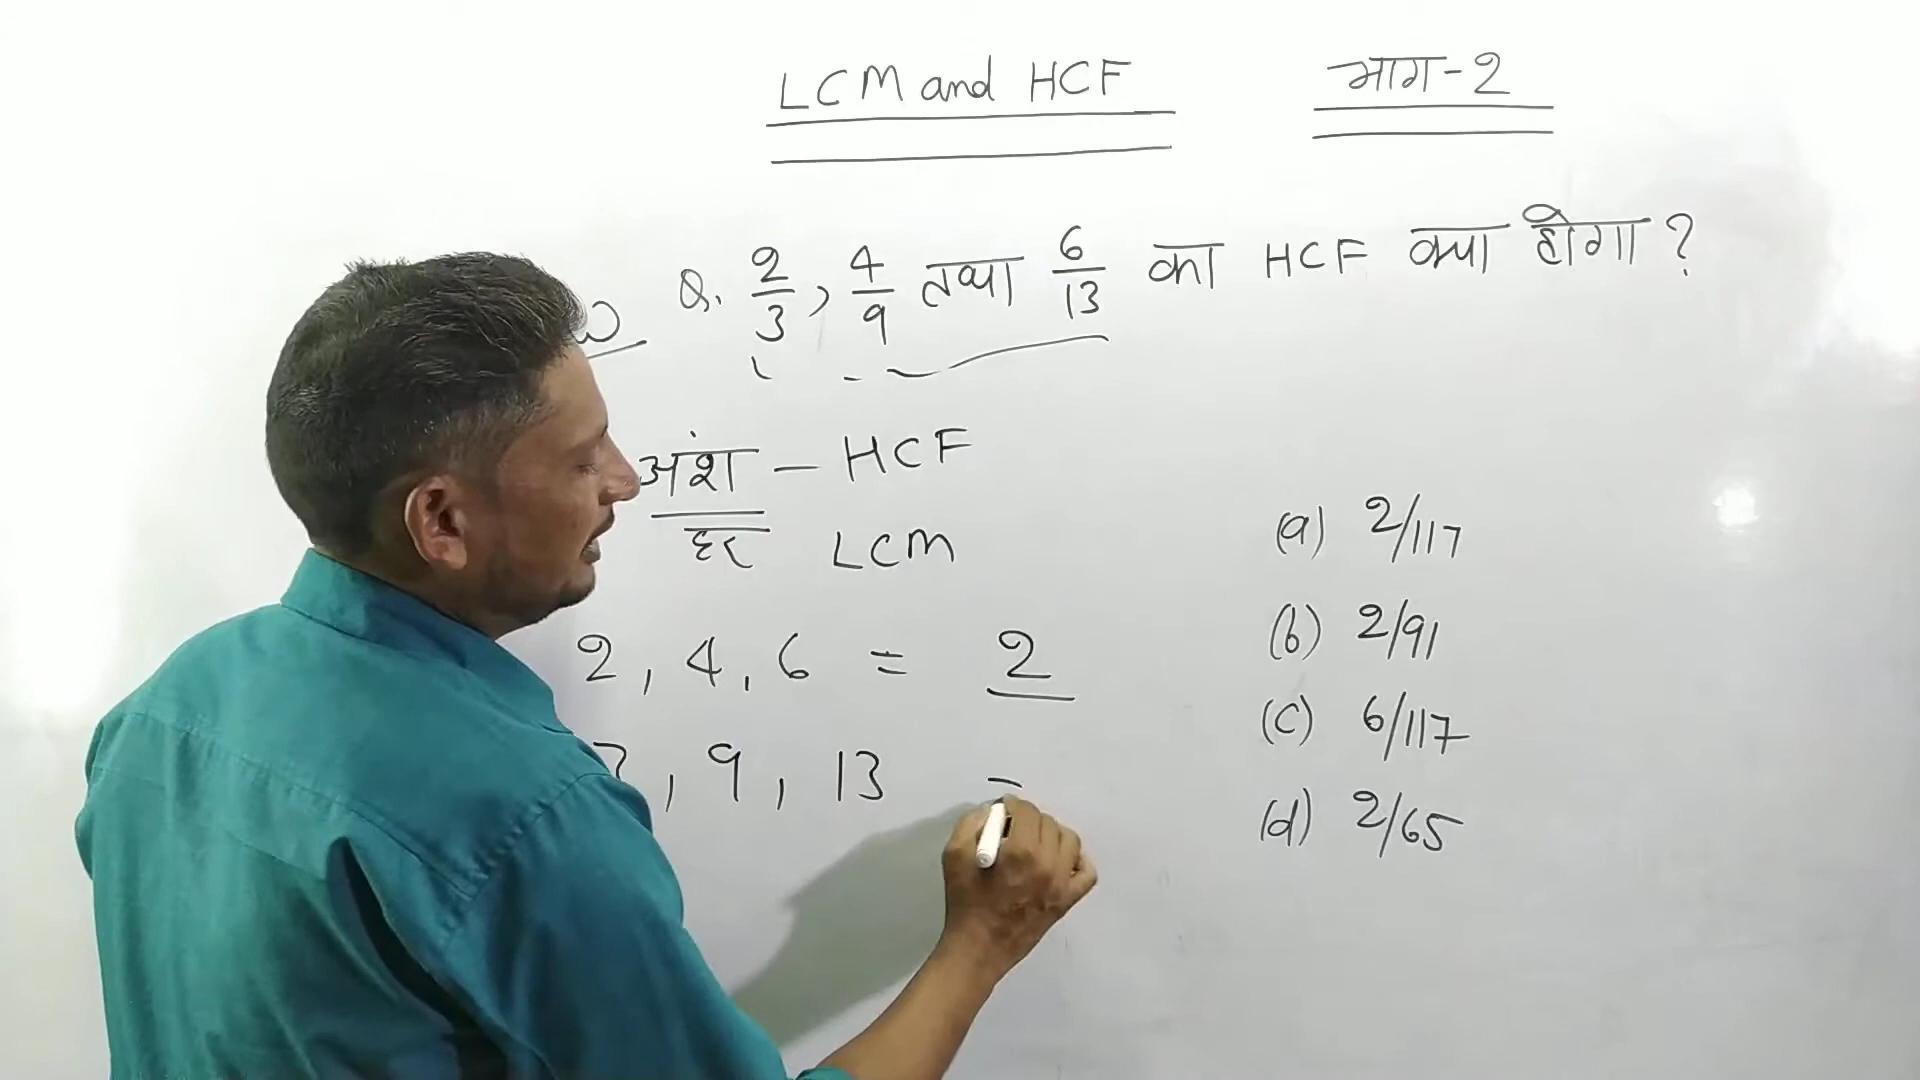 LCM and HCF भाग-2
Q. 2/3, 4/9 तथा 6/13 का HCF क्या होगा?
अंश - HCF
हर LCM
2, 4, 6 = 2
, 9, 13 -
(a) 2/117
(b) 2/91
(c) 6/117
(d) 2/65